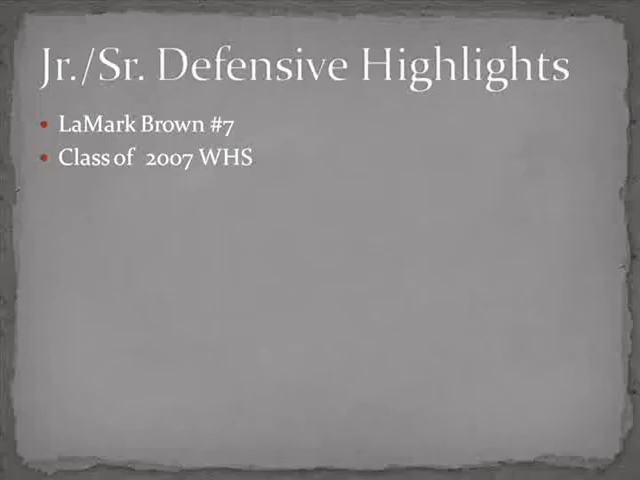 Jr./Sr. Defensive Highlights
• LaMark Brown #7
• Class of 2007 WHS